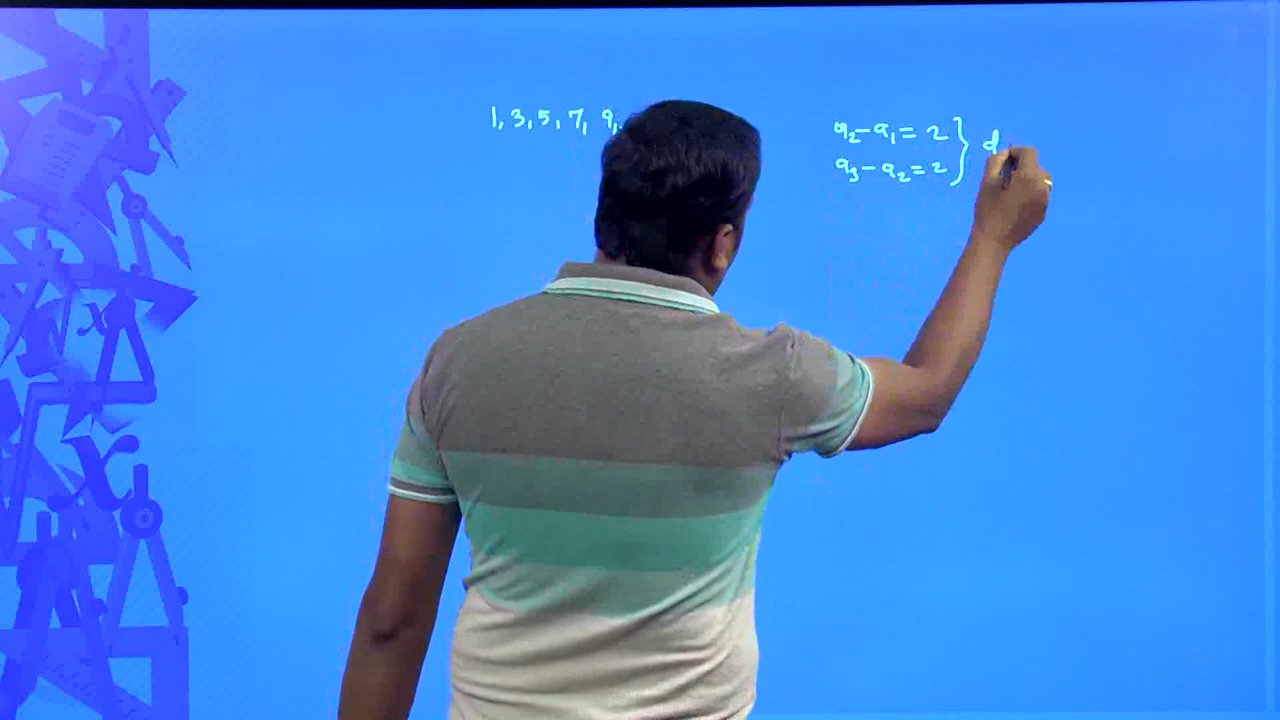 1, 3, 5, 7, 9,
a₂ - a₁ = 2 } d
a₃ - a₂ = 2
x
x